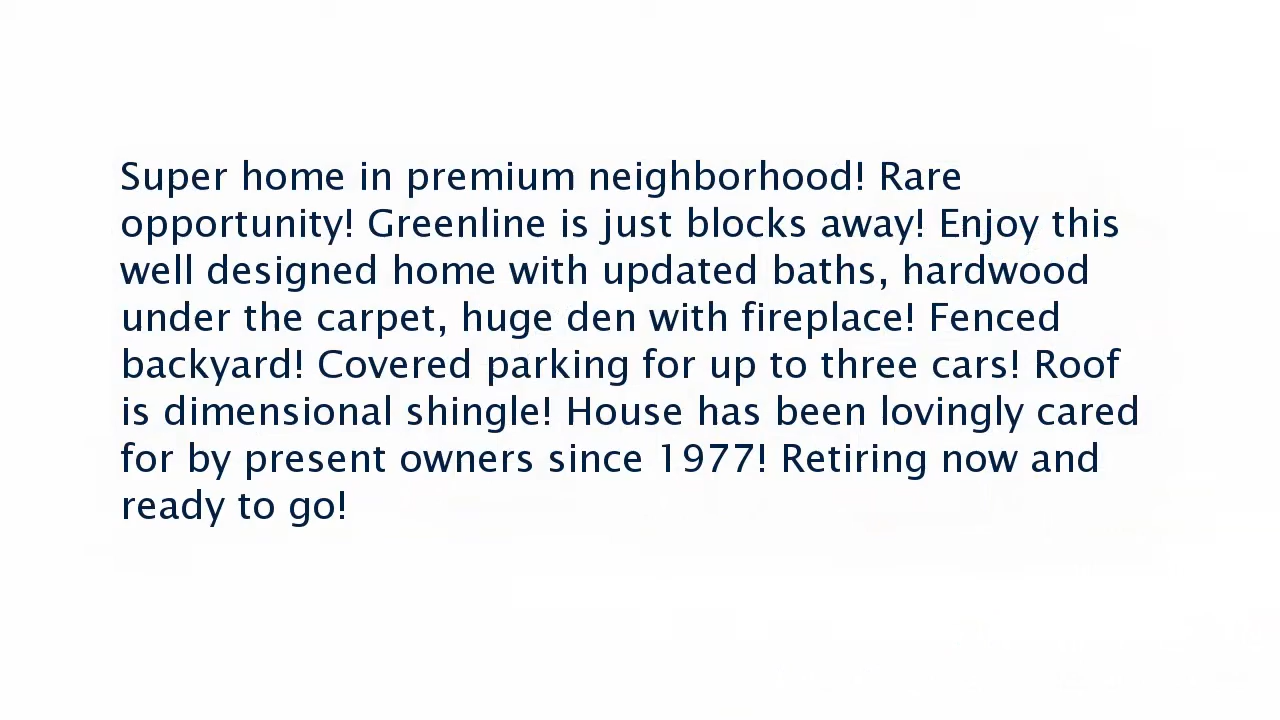 Super home in premium neighborhood! Rare
opportunity! Greenline is just blocks away! Enjoy this
well designed home with updated baths, hardwood
under the carpet, huge den with fireplace! Fenced
backyard! Covered parking for up to three cars! Roof
is dimensional shingle! House has been lovingly cared
for by present owners since 1977! Retiring now and
ready to go!